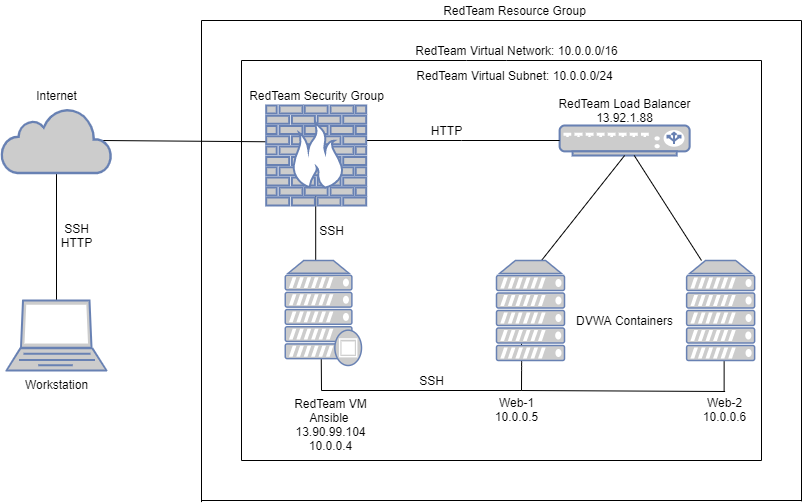 RedTeam Resource Group
RedTeam Virtual Network: 10.0.0.0/16
RedTeam Virtual Subnet: 10.0.0.0/24
Internet
RedTeam Security Group
RedTeam Load Balancer
13.92.1.88
HTTP
SSH
HTTP
SSH
DVWA Containers
Workstation
SSH
RedTeam VM
Ansible
13.90.99.104
10.0.0.4
Web-1
10.0.0.5
Web-2
10.0.0.6